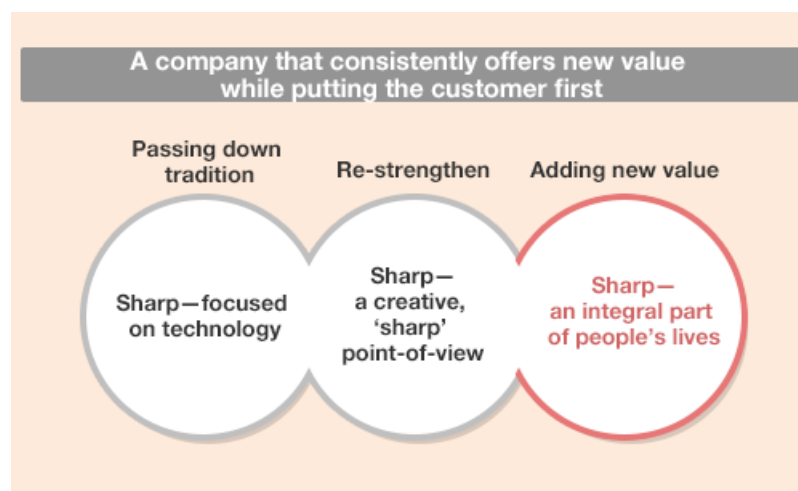 A company that consistently offers new value
while putting the customer first
Passing down
tradition
Re-strengthen
Adding new value
Sharp—focused
on technology
Sharp—
a creative,
‘sharp’
point-of-view
Sharp—
an integral part
of people’s lives